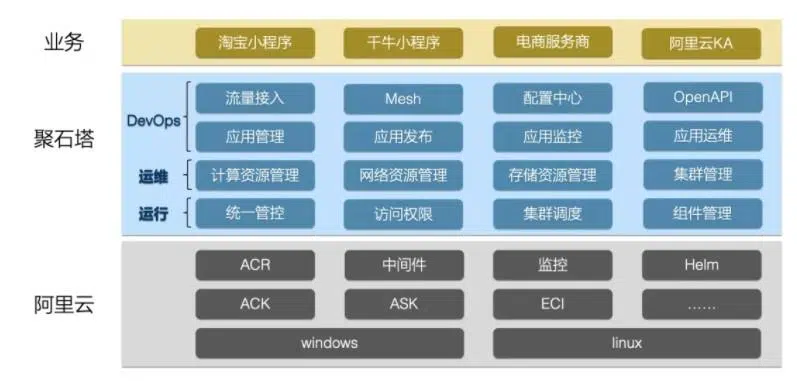 业务
淘宝小程序 千牛小程序 电商服务商 阿里云KA
聚石塔
DevOps
流量接入 Mesh 配置中心 OpenAPI
应用管理 应用发布 应用监控 应用运维
运维 计算资源管理 网络资源管理 存储资源管理 集群管理
运行 统一管控 访问权限 集群调度 组件管理
阿里云
ACR 中间件 监控 Helm
ACK ASK ECI ……
windows linux